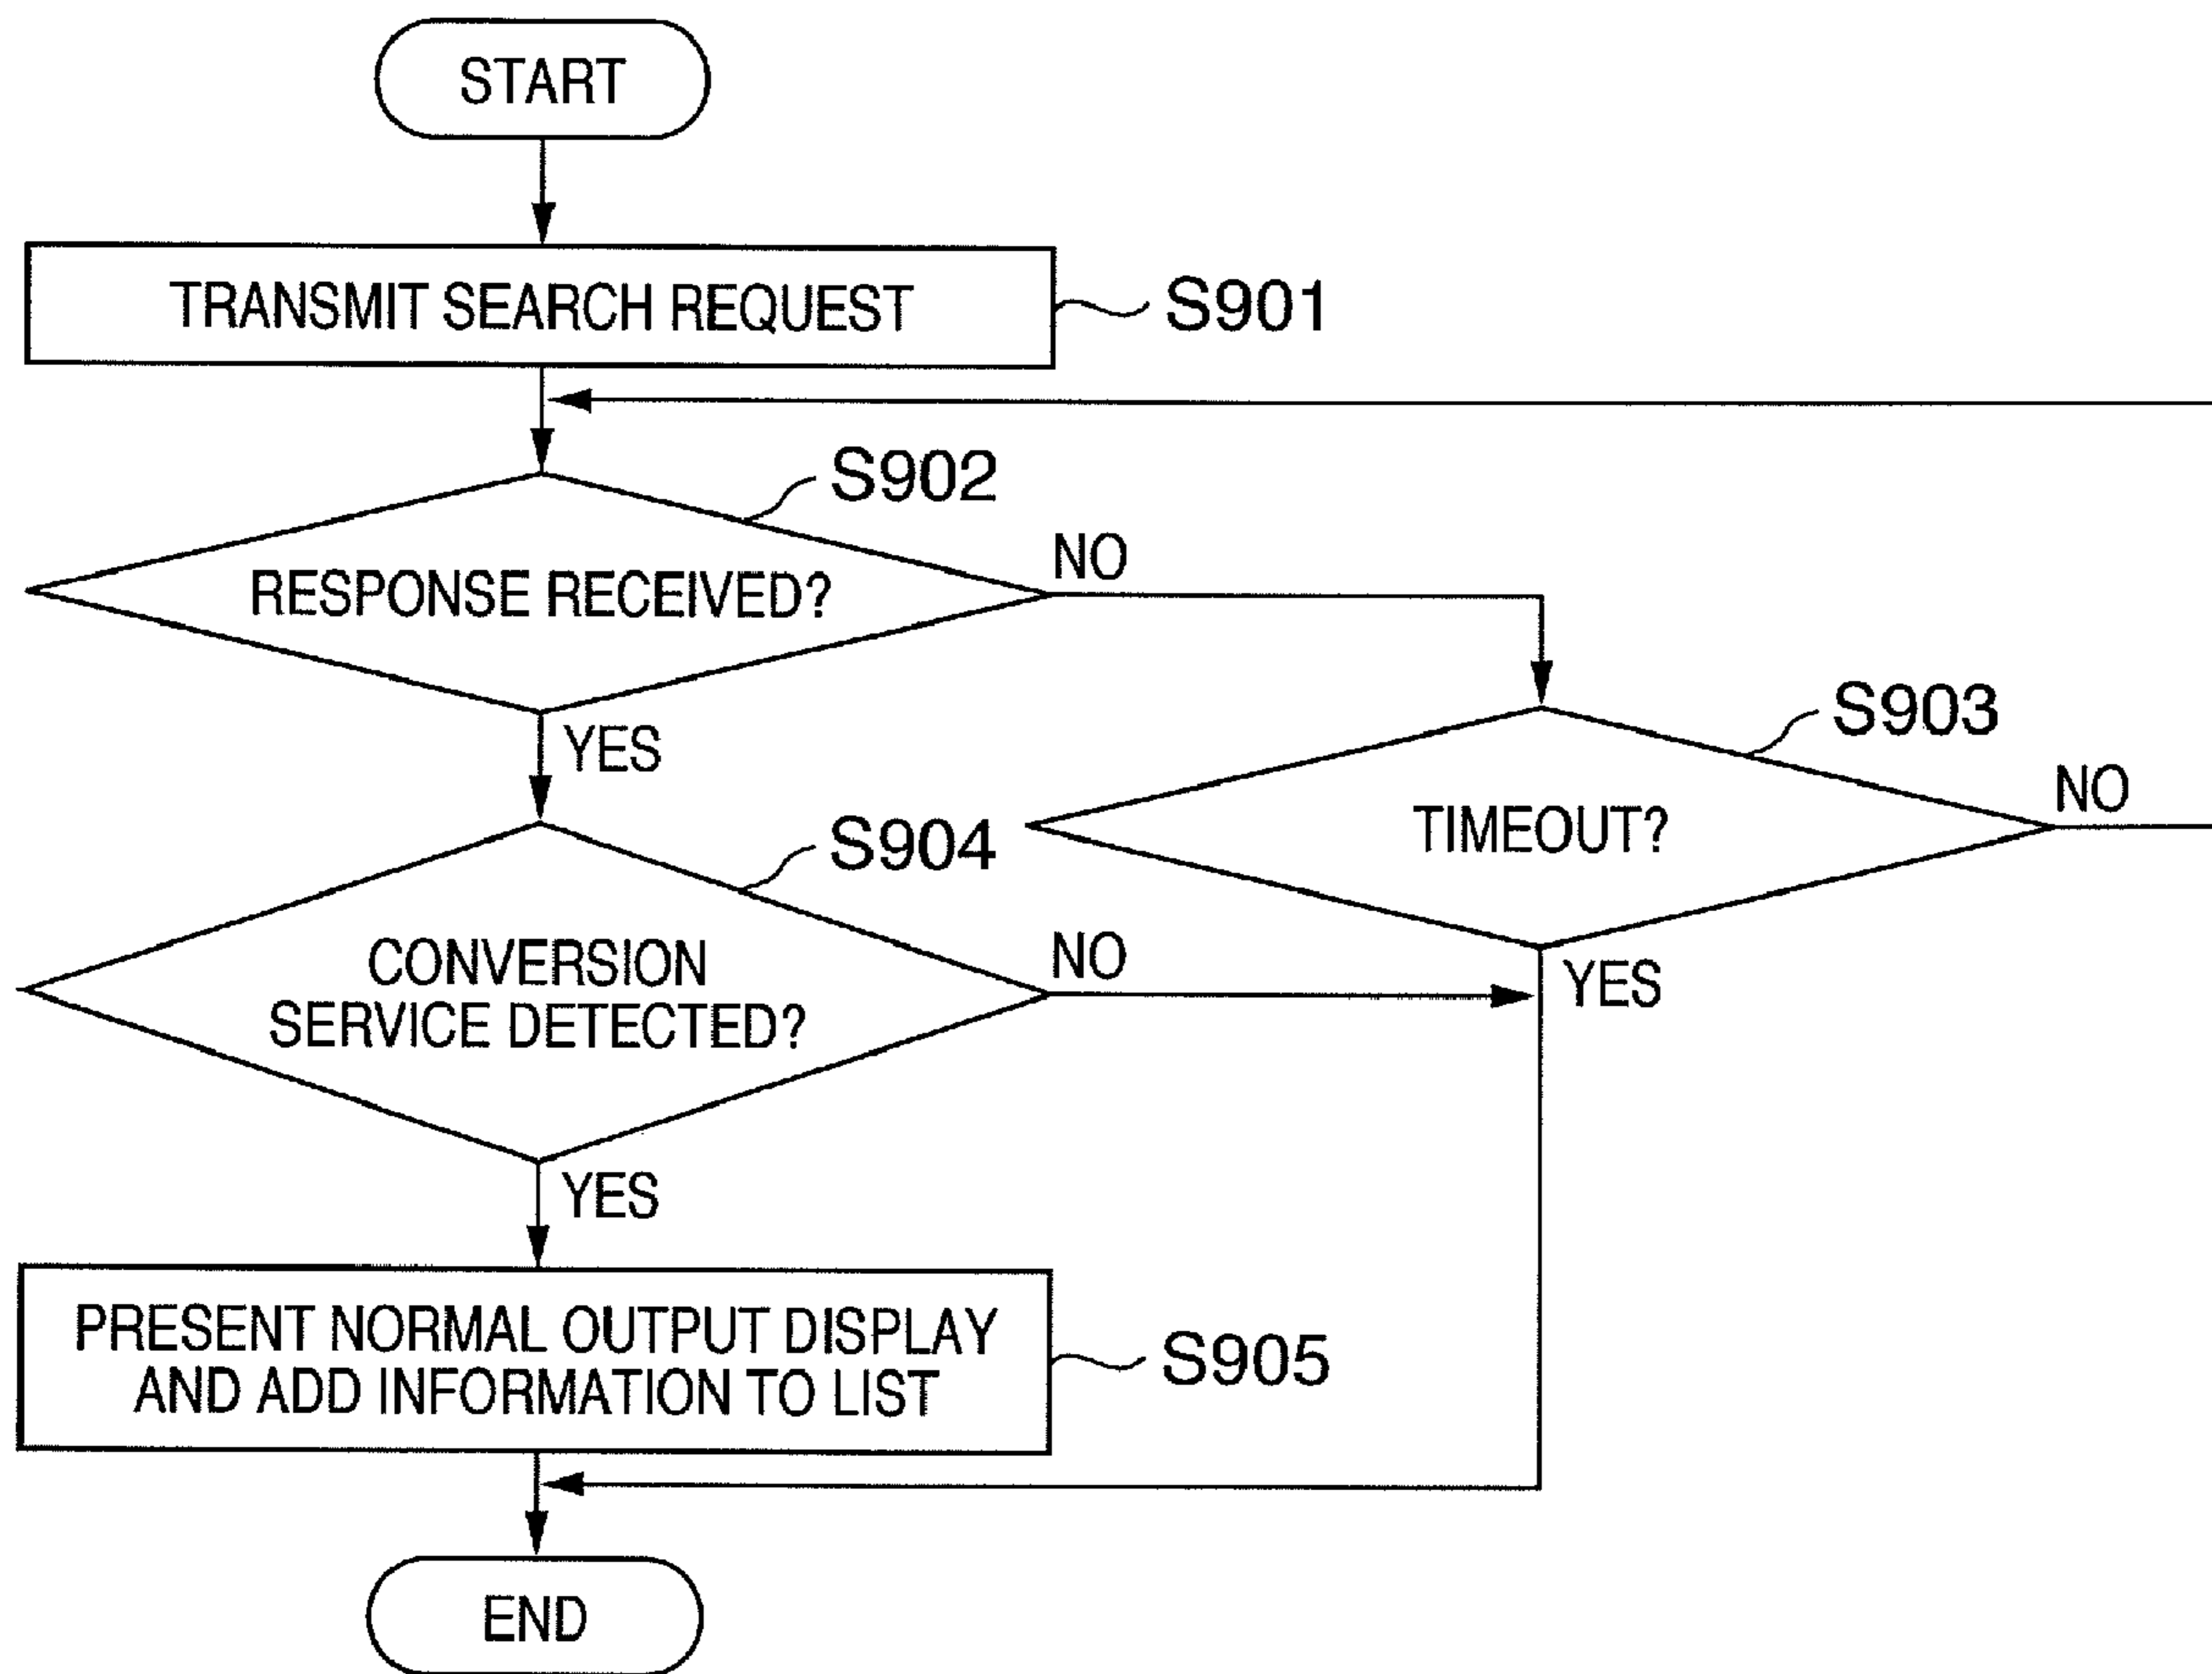 START
TRANSMIT SEARCH REQUEST
S901
S902
RESPONSE RECEIVED?
NO
YES
S903
TIMEOUT?
NO
YES
S904
CONVERSION
SERVICE DETECTED?
NO
YES
PRESENT NORMAL OUTPUT DISPLAY
AND ADD INFORMATION TO LIST
S905
END